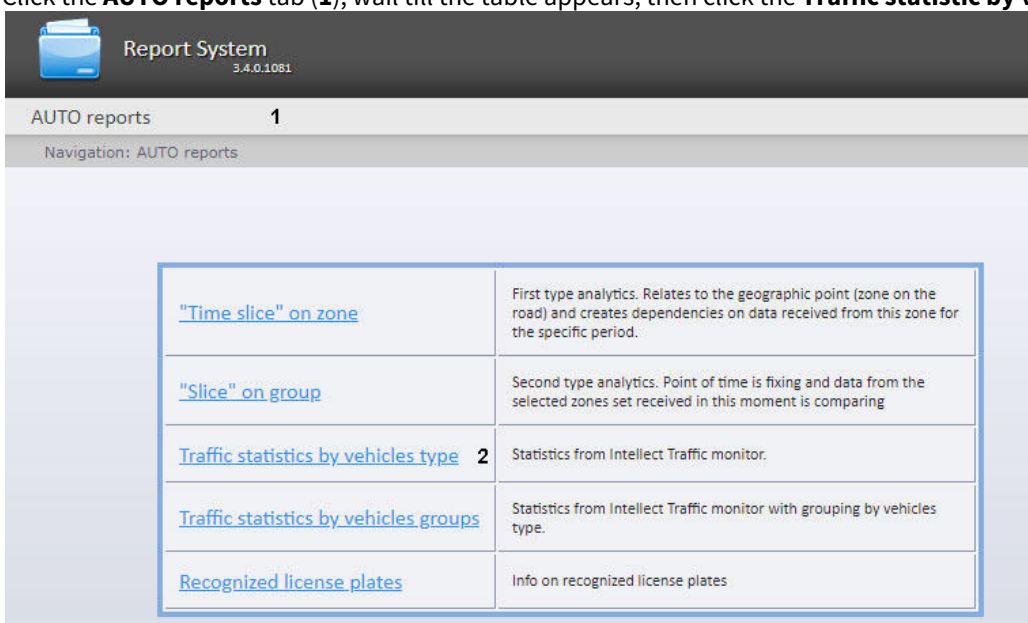 Click the AUTO reports tab (1), wait till the table appears, then click the Traffic statistic by v
Report System
3.4.0.1081
AUTO reports 1
Navigation: AUTO reports
"Time slice" on zone
First type analytics. Relates to the geographic point (zone on the
road) and creates dependencies on data received from this zone for
the specific period.
"Slice" on group
Second type analytics. Point of time is fixing and data from the
selected zones set received in this moment is comparing
Traffic statistics by vehicles type 2
Statistics from Intellect Traffic monitor.
Traffic statistics by vehicles groups
Statistics from Intellect Traffic monitor with grouping by vehicles
type.
Recognized license plates
Info on recognized license plates